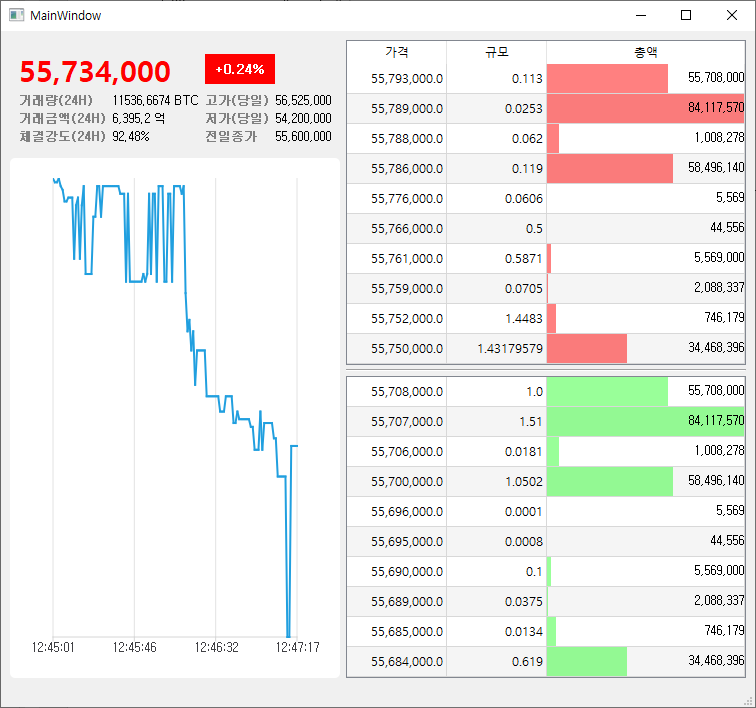 MainWindow
55,734,000 +0.24%
거래량(24H) 11536,6674 BTC 고가(당일) 56,525,000
거래금액(24H) 6,395,2 억 저가(당일) 54,200,000
체결강도(24H) 92,48% 전일종가 55,600,000
12:45:01 12:45:46 12:46:32 12:47:17
가격 규모 총액
55,793,000.0 0.113 55,708,000
55,789,000.0 0.0253 84,117,570
55,788,000.0 0.062 1,008,278
55,786,000.0 0.119 58,496,140
55,776,000.0 0.0606 5,569
55,766,000.0 0.5 44,556
55,761,000.0 0.5871 5,569,000
55,759,000.0 0.0705 2,088,337
55,752,000.0 1.4483 746,179
55,750,000.0 1.43179579 34,468,396
55,708,000.0 1.0 55,708,000
55,707,000.0 1.51 84,117,570
55,706,000.0 0.0181 1,008,278
55,700,000.0 1.0502 58,496,140
55,696,000.0 0.0001 5,569
55,695,000.0 0.0008 44,556
55,690,000.0 0.1 5,569,000
55,689,000.0 0.0375 2,088,337
55,685,000.0 0.0134 746,179
55,684,000.0 0.619 34,468,396